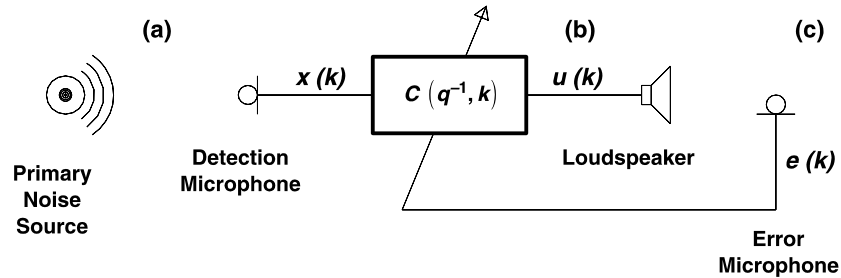 (a)
(b)
(c)
x (k)
C (q⁻¹, k)
u (k)
Detection
Microphone
Loudspeaker
e (k)
Primary
Noise
Source
Error
Microphone